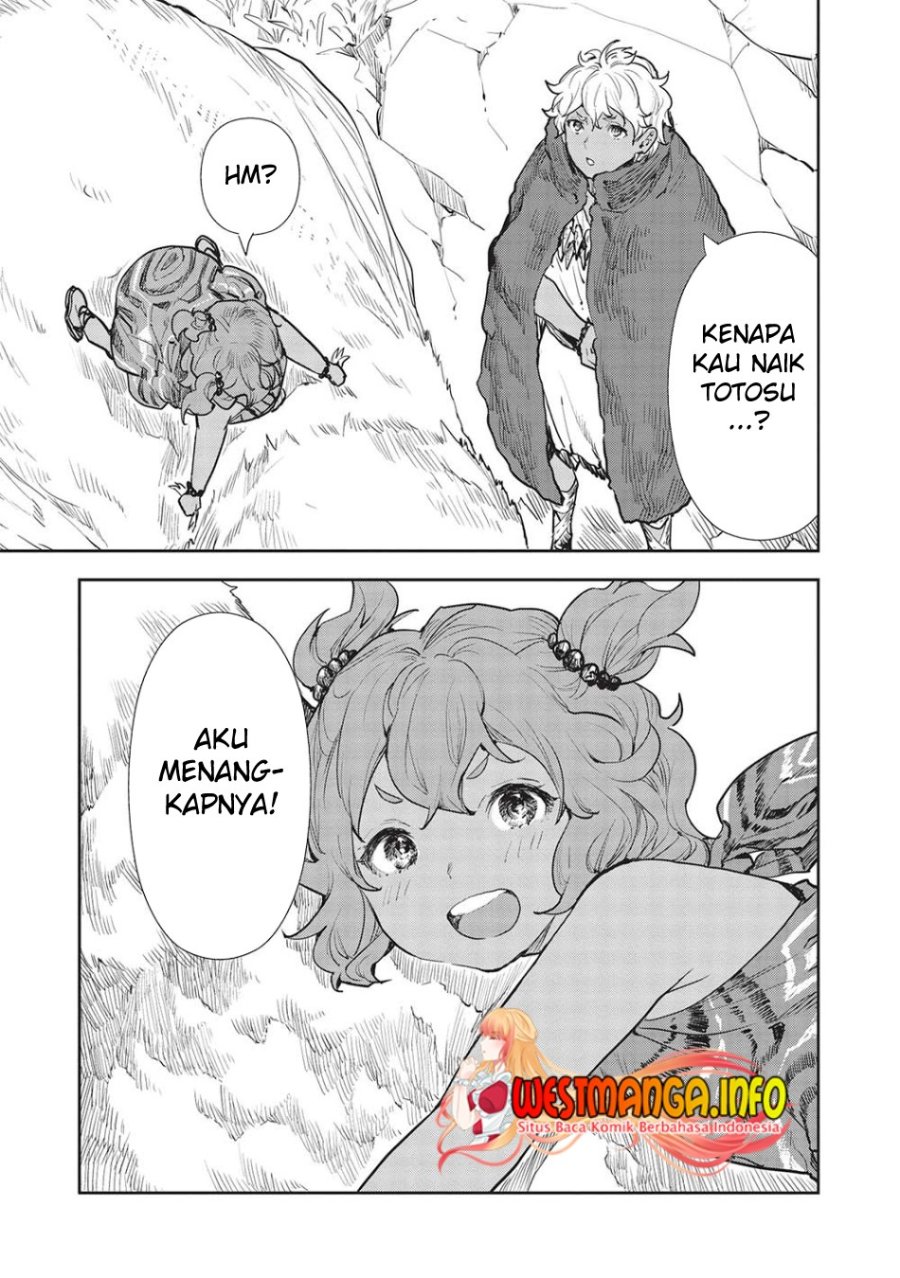 KENAPA
KAU NAIK
TOTOSU
...?
HM?
AKU
MENANG-
KAPNYA!
WESTMANGA.INFO
Situs Baca Komik Berbahasa Indonesia